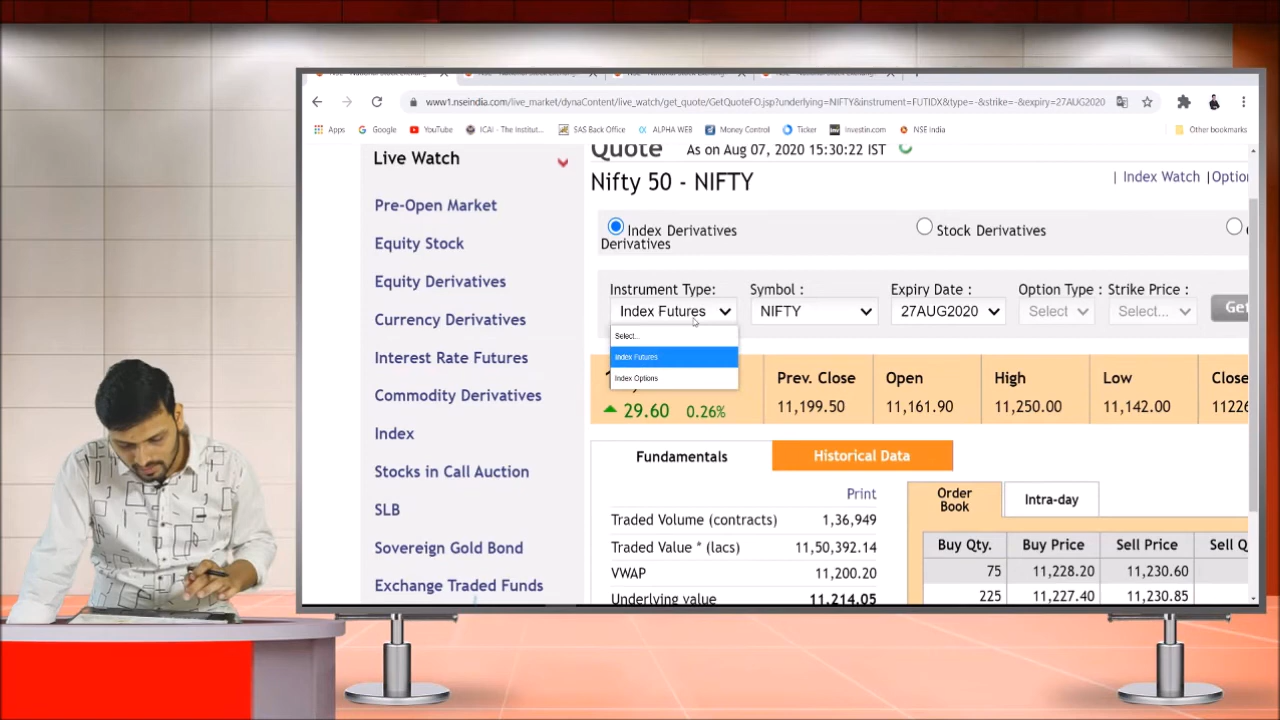 NSE - National Stock Exchang
www1.nseindia.com/live_market/dynaContent/live_watch/get_quote/GetQuoteFO.jsp?underlying=NIFTY&instrument=FUTIDX&type=-&strike=-&expiry=27AUG2020
Apps Google YouTube ICAI - The Institut... SAS Back Office ALPHA WEB Money Control Ticker Investin.com NSE India Other bookmarks
Live Watch
Pre-Open Market
Equity Stock
Equity Derivatives
Currency Derivatives
Interest Rate Futures
Commodity Derivatives
Index
Stocks in Call Auction
SLB
Sovereign Gold Bond
Exchange Traded Funds
Quote As on Aug 07, 2020 15:30:22 IST
Nifty 50 - NIFTY
| Index Watch |Option
Index Derivatives Stock Derivatives
Derivatives
Instrument Type: Symbol : Expiry Date : Option Type : Strike Price :
Index Futures NIFTY 27AUG2020 Select Select... Get
Select...
Index Futures
Index Options
Prev. Close Open High Low Close
29.60 0.26% 11,199.50 11,161.90 11,250.00 11,142.00 11226
Fundamentals Historical Data
Print
Traded Volume (contracts) 1,36,949
Traded Value * (lacs) 11,50,392.14
VWAP 11,200.20
Underlying value 11,214.05
Order Book Intra-day
Buy Qty. Buy Price Sell Price Sell Q
75 11,228.20 11,230.60
225 11,227.40 11,230.85